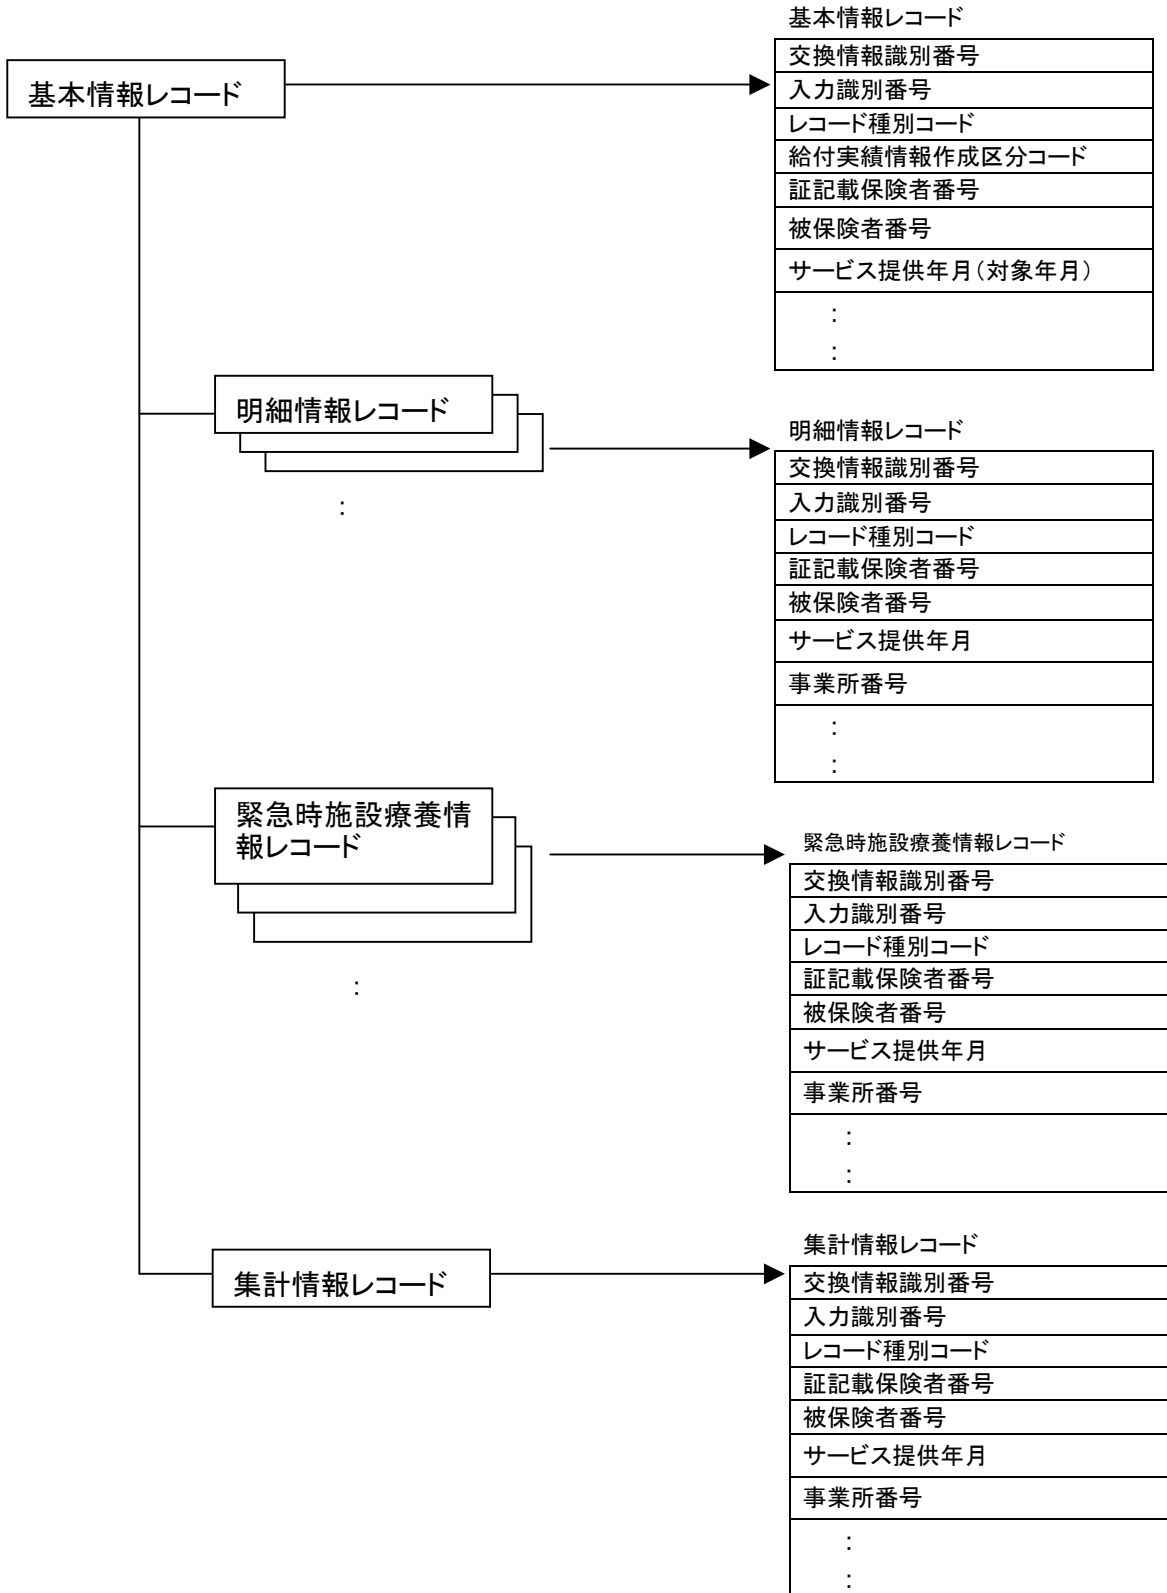 基本情報レコード
基本情報レコード
交換情報識別番号
入力識別番号
レコード種別コード
給付実績情報作成区分コード
証記載保険者番号
被保険者番号
サービス提供年月（対象年月）
：
：
明細情報レコード
：
明細情報レコード
交換情報識別番号
入力識別番号
レコード種別コード
証記載保険者番号
被保険者番号
サービス提供年月
事業所番号
：
：
緊急時施設療養情
報レコード
：
緊急時施設療養情報レコード
交換情報識別番号
入力識別番号
レコード種別コード
証記載保険者番号
被保険者番号
サービス提供年月
事業所番号
：
：
集計情報レコード
集計情報レコード
交換情報識別番号
入力識別番号
レコード種別コード
証記載保険者番号
被保険者番号
サービス提供年月
事業所番号
：
：